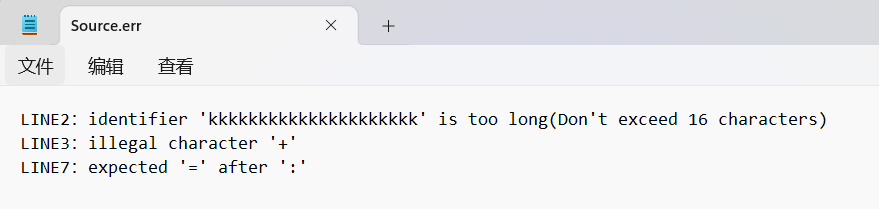 Source.err
文件 编辑 查看
LINE2: identifier 'kkkkkkkkkkkkkkkkkkkkk' is too long(Don't exceed 16 characters)
LINE3: illegal character '+'
LINE7: expected '=' after ':'